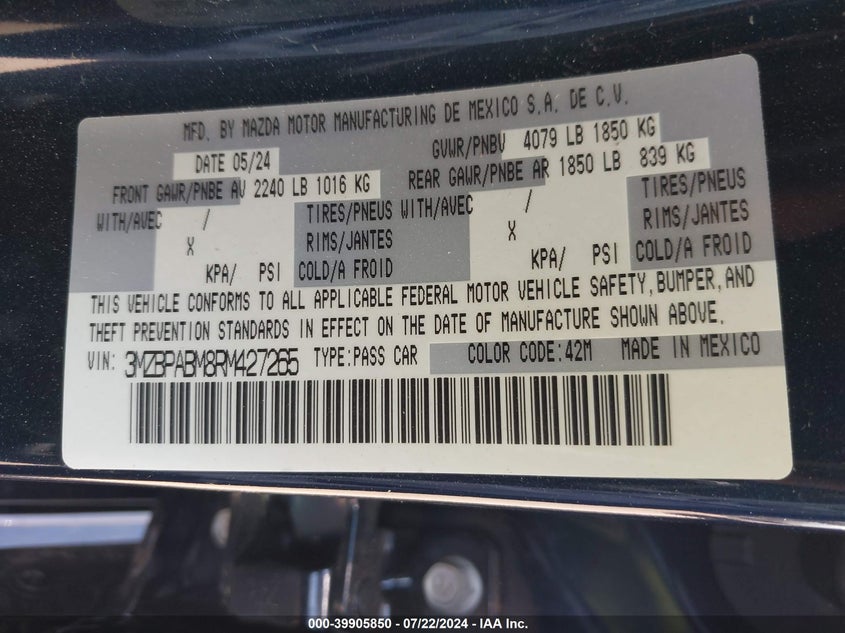 MFD. BY MAZDA MOTOR MANUFACTURING DE MEXICO S.A. DE C.V.
DATE 05/24 GVWR/PNBV 4079 LB 1850 KG
FRONT GAWR/PNBE AV 2240 LB 1016 KG REAR GAWR/PNBE AR 1850 LB 839 KG
WITH/AVEC / TIRES/PNEUS WITH/AVEC / TIRES/PNEUS
X RIMS/JANTES X RIMS/JANTES
KPA/ PSI COLD/A FROID KPA/ PSI COLD/A FROID
THIS VEHICLE CONFORMS TO ALL APPLICABLE FEDERAL MOTOR VEHICLE SAFETY, BUMPER, AND
THEFT PREVENTION STANDARDS IN EFFECT ON THE DATE OF MANUFACTURE SHOWN ABOVE.
VIN: 3MZBPABM8RM427265 TYPE:PASS CAR COLOR CODE:42M MADE IN MEXICO
000-39905850 - 07/22/2024 - IAA Inc.